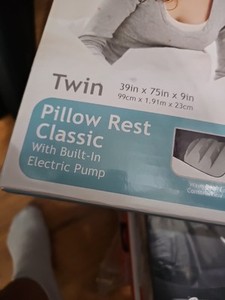 Twin
39in x 75in x 9in
99cm x 1.91m x 23cm
Pillow Rest
Classic
With Built-In
Electric Pump